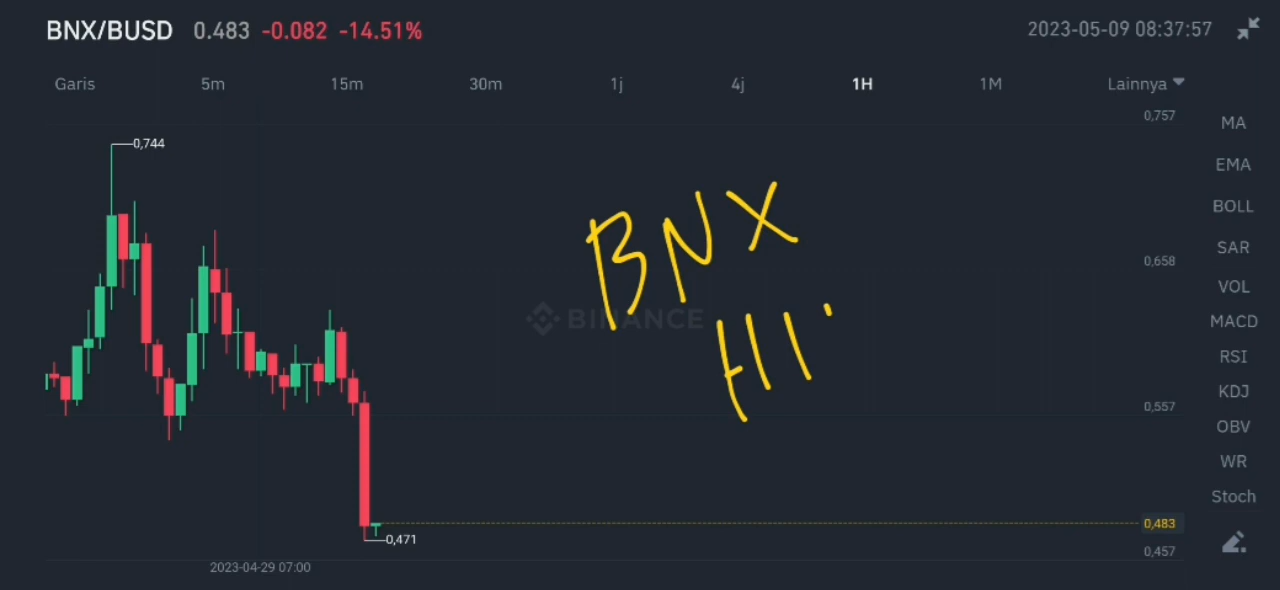 BNX/BUSD 0.483 -0.082 -14.51% 2023-05-09 08:37:57
Garis 5m 15m 30m 1j 4j 1H 1M Lainnya
0,757
0,744
MA
EMA
BOLL
SAR
0,658
VOL
MACD
RSI
KDJ
OBV
WR
Stoch
BNX
BINANCE
0,557
0,483
0,471
0,457
2023-04-29 07:00